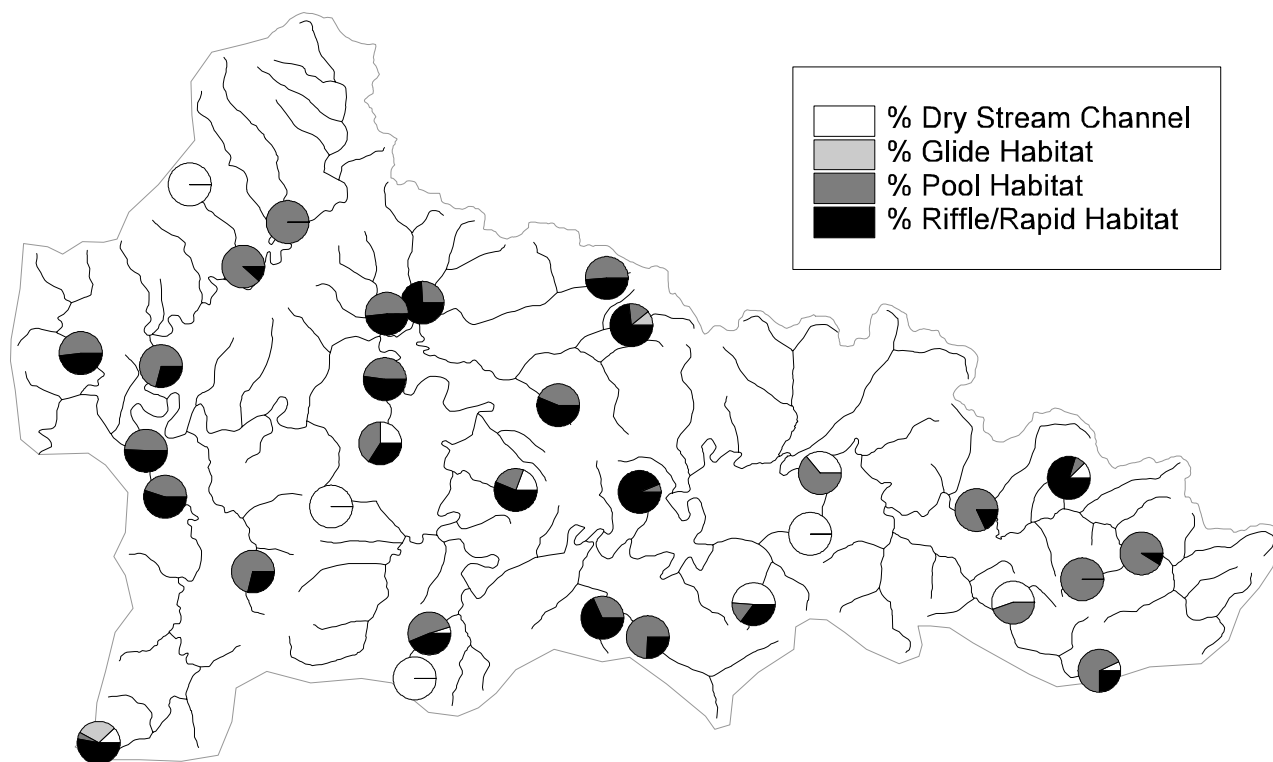 % Dry Stream Channel
% Glide Habitat
% Pool Habitat
% Riffle/Rapid Habitat